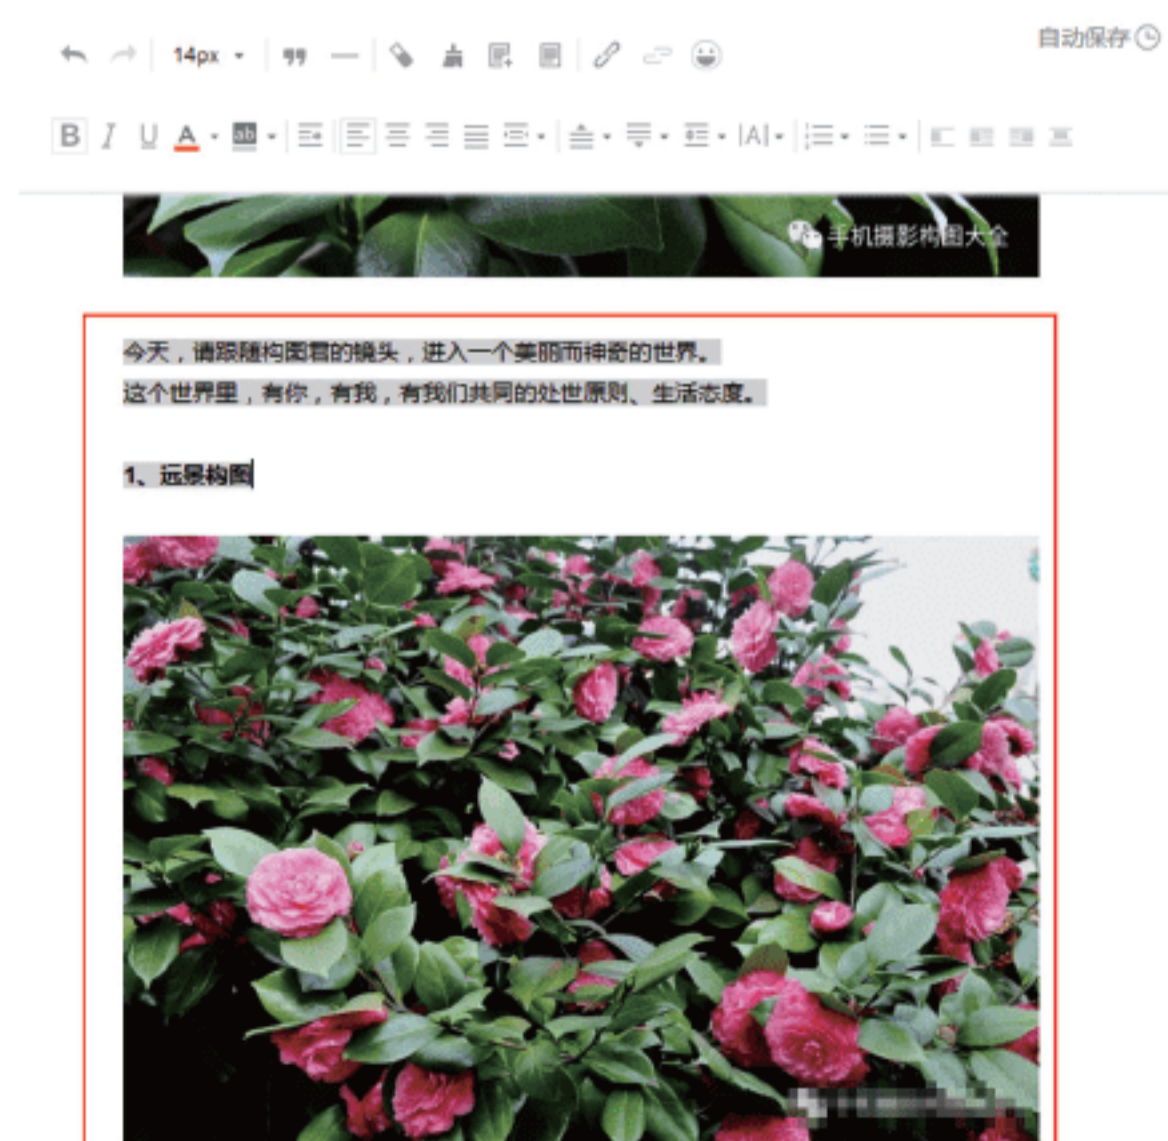 自动保存
14px
B I U A ab |A|
手机摄影构图大全
今天，请跟随构图君的镜头，进入一个美丽而神奇的世界。
这个世界里，有你，有我，有我们共同的处世原则、生活态度。
1、远景构图